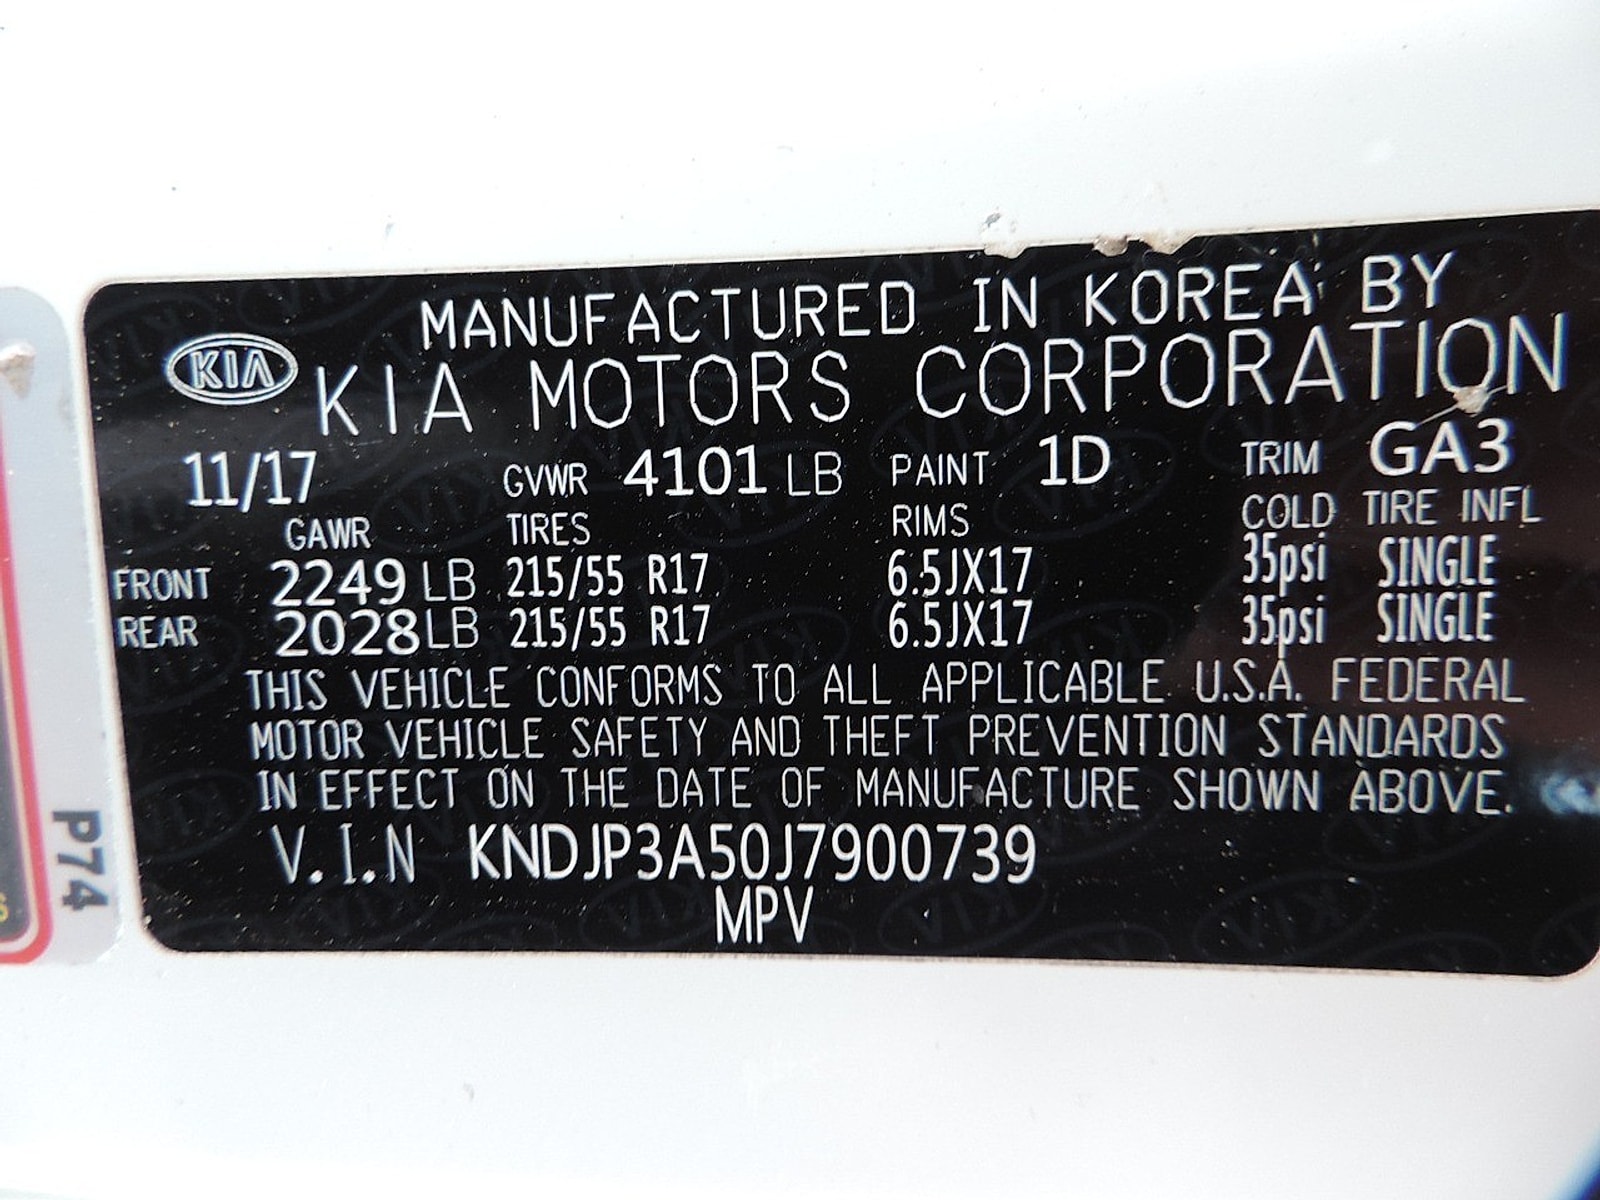 MANUFACTURED IN KOREA BY
KIA KIA MOTORS CORPORATION
11/17 GVWR 4101 LB PAINT 1D TRIM GA3
GAWR TIRES RIMS COLD TIRE INFL
FRONT 2249 LB 215/55 R17 6.5JX17 35psi SINGLE
REAR 2028 LB 215/55 R17 6.5JX17 35psi SINGLE
THIS VEHICLE CONFORMS TO ALL APPLICABLE U.S.A. FEDERAL
MOTOR VEHICLE SAFETY AND THEFT PREVENTION STANDARDS
IN EFFECT ON THE DATE OF MANUFACTURE SHOWN ABOVE.
V.I.N KNDJP3A50J7900739
MPV
P74